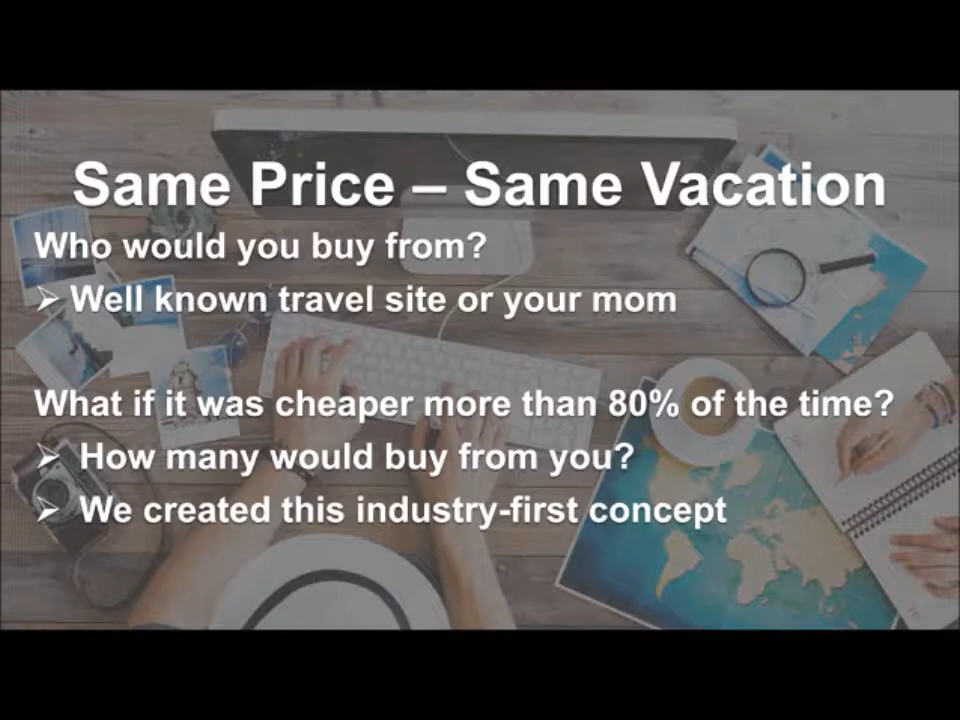 Same Price – Same Vacation
Who would you buy from?
➢ Well known travel site or your mom
What if it was cheaper more than 80% of the time?
➢ How many would buy from you?
➢ We created this industry-first concept